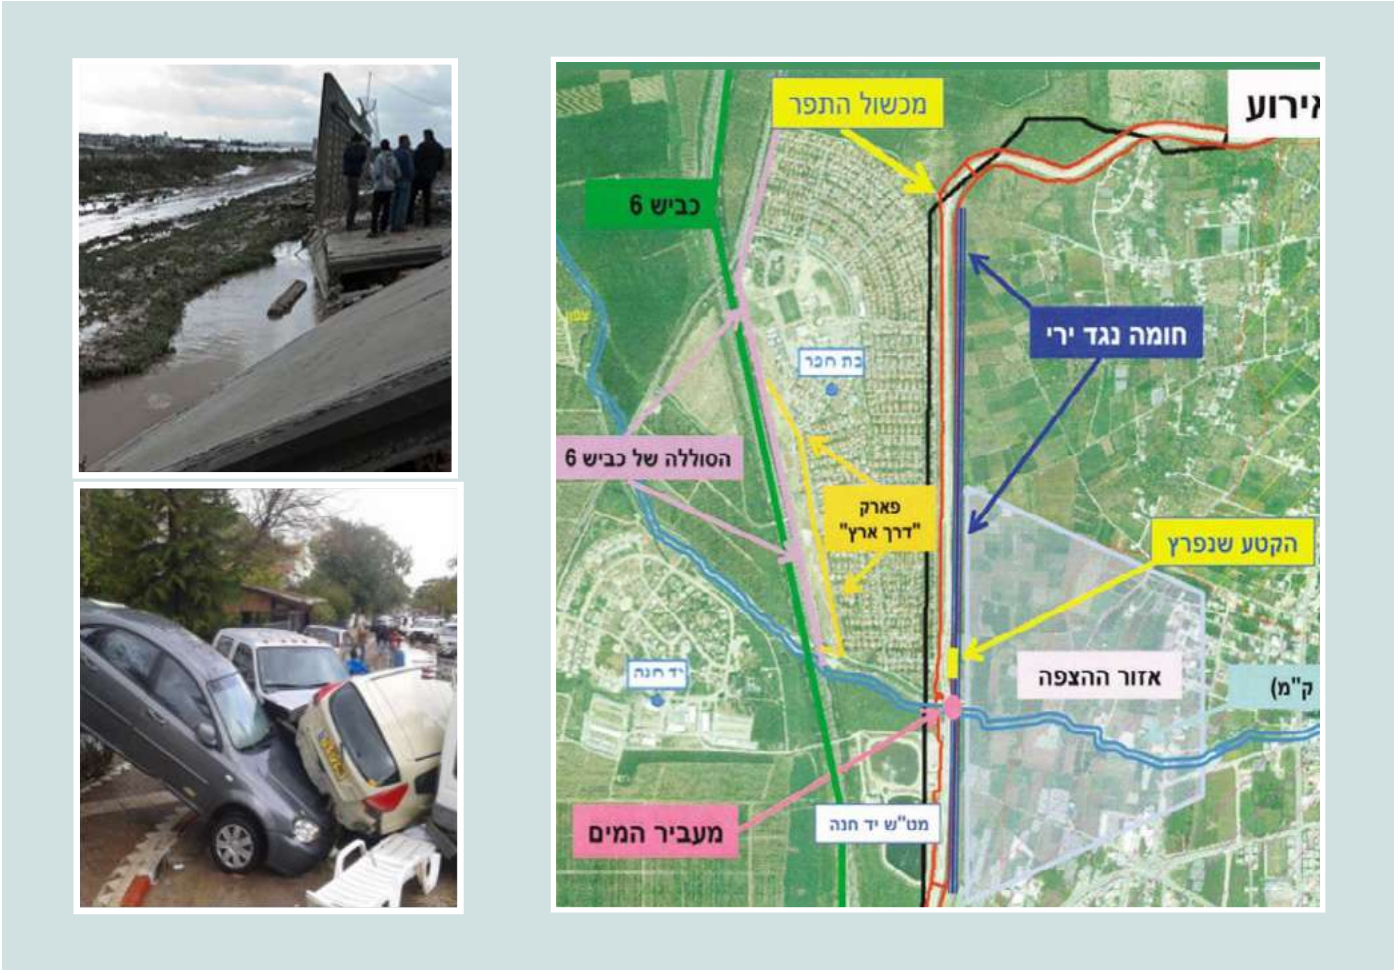 אירוע
מכשול התפר
כביש 6
צפון
חומה נגד ירי
בת חפר
הסוללה של כביש 6
פארק
"דרך ארץ"
הקטע שנפרץ
אזור ההצפה
יד חנה
ק"מ)
מט"ש יד חנה
מעביר המים